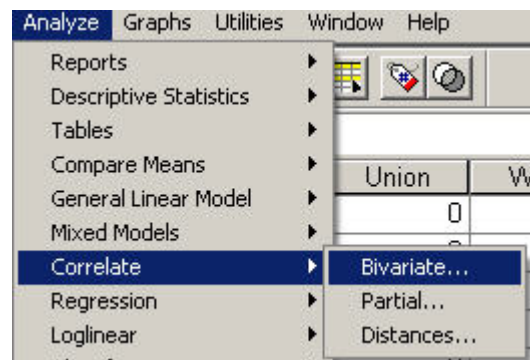 Analyze Graphs Utilities Window Help
Reports
Descriptive Statistics
Tables
Compare Means
Union
General Linear Model
0
Mixed Models
Correlate
Bivariate...
Regression
Partial...
Loglinear
Distances...